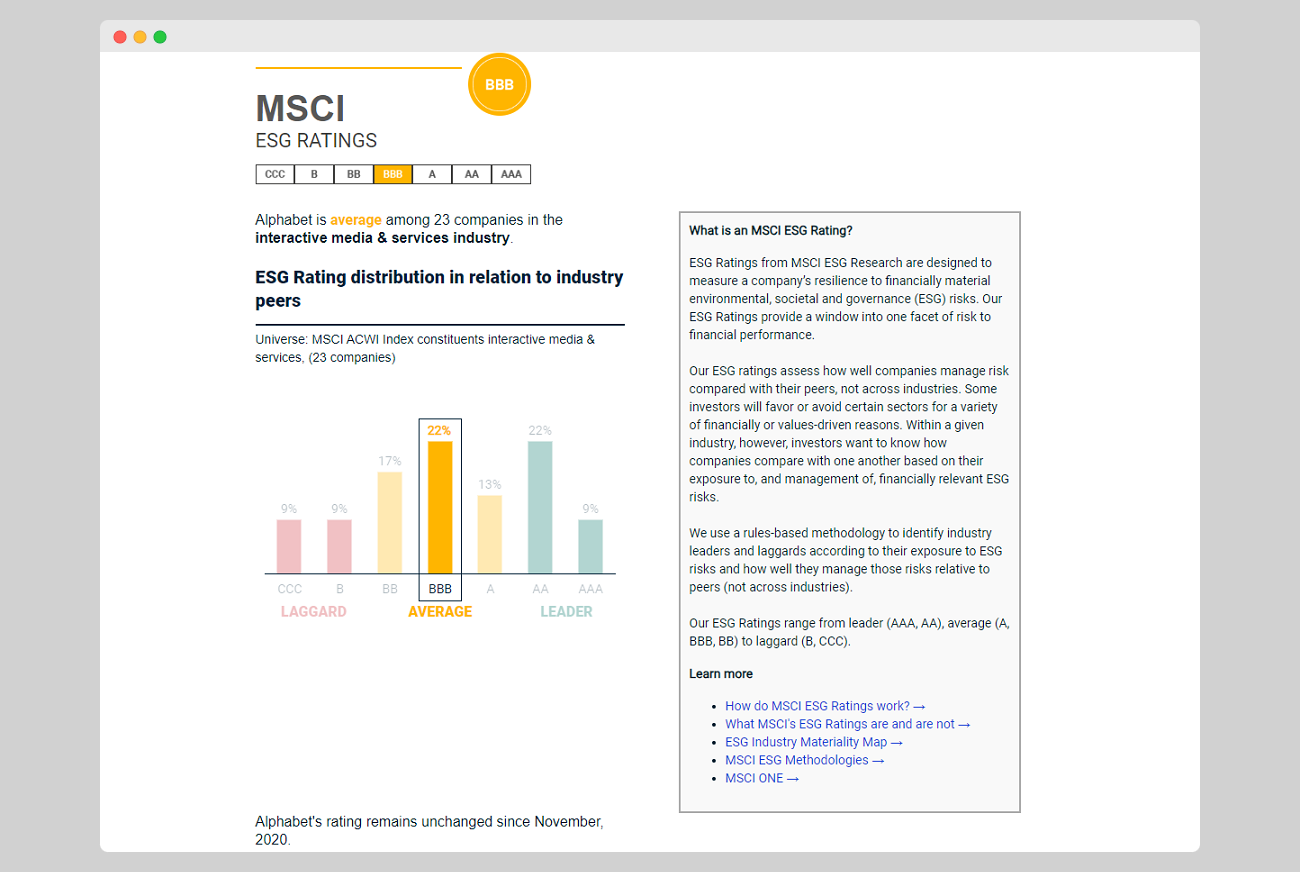 BBB
MSCI
ESG RATINGS
CCC B BB BBB A AA AAA
Alphabet is average among 23 companies in the
interactive media & services industry.
ESG Rating distribution in relation to industry
peers
Universe: MSCI ACWI Index constituents interactive media &
services, (23 companies)
9% 9% 17% 22% 13% 22% 9%
CCC B BB BBB A AA AAA
LAGGARD AVERAGE LEADER
Alphabet's rating remains unchanged since November,
2020.
What is an MSCI ESG Rating?
ESG Ratings from MSCI ESG Research are designed to
measure a company's resilience to financially material
environmental, societal and governance (ESG) risks. Our
ESG Ratings provide a window into one facet of risk to
financial performance.
Our ESG ratings assess how well companies manage risk
compared with their peers, not across industries. Some
investors will favor or avoid certain sectors for a variety
of financially or values-driven reasons. Within a given
industry, however, investors want to know how
companies compare with one another based on their
exposure to, and management of, financially relevant ESG
risks.
We use a rules-based methodology to identify industry
leaders and laggards according to their exposure to ESG
risks and how well they manage those risks relative to
peers (not across industries).
Our ESG Ratings range from leader (AAA, AA), average (A,
BBB, BB) to laggard (B, CCC).
Learn more
• How do MSCI ESG Ratings work? →
• What MSCI's ESG Ratings are and are not →
• ESG Industry Materiality Map →
• MSCI ESG Methodologies →
• MSCI ONE →